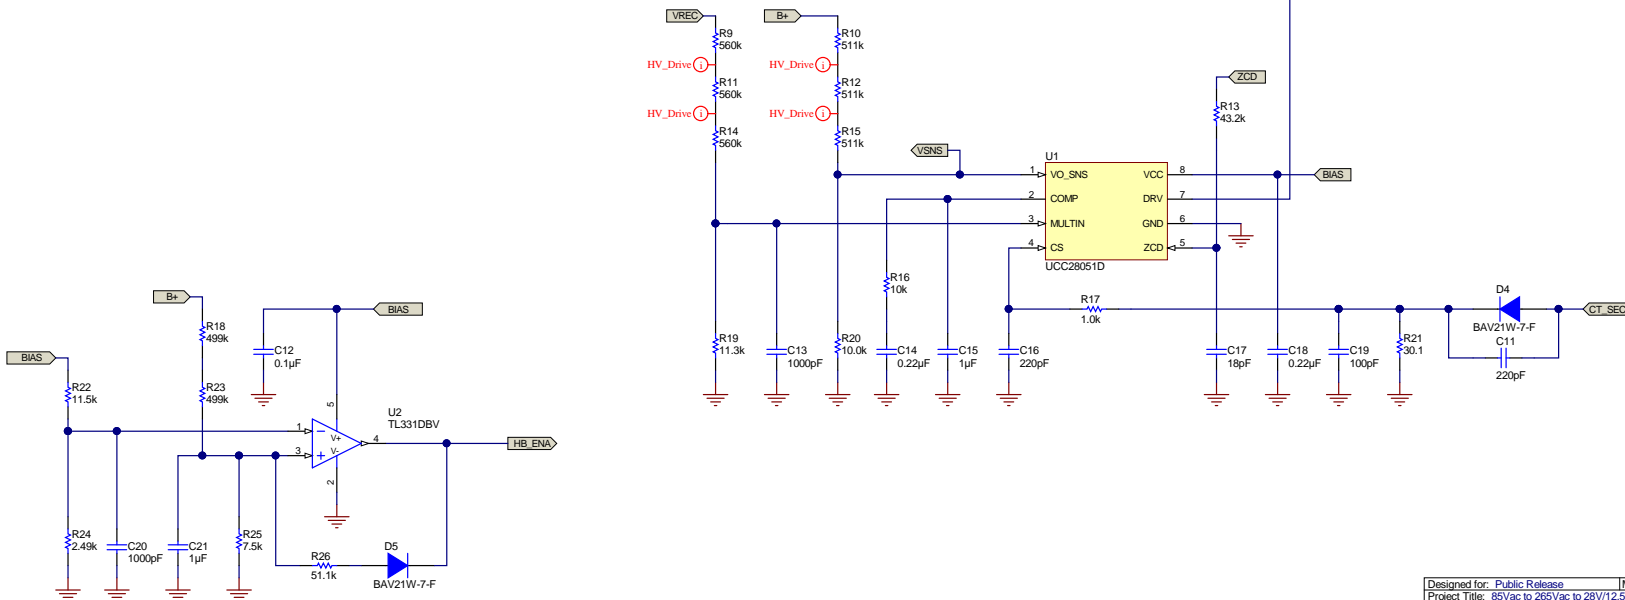 VREC
B+
R9
560k
R10
511k
HV_Drive i
HV_Drive i
R11
560k
R12
511k
HV_Drive i
HV_Drive i
R14
560k
R15
511k
ZCD
R13
43.2k
VSNS
U1
1 VO_SNS VCC 8
BIAS
2 COMP DRV 7
3 MULTIN GND 6
4 CS ZCD 5
UCC28051D
R16
10k
R17
1.0k
D4
BAV21W-7-F
C11
220pF
CT_SEC
R19
11.3k
C13
1000pF
R20
10.0k
C14
0.22µF
C15
1µF
C16
220pF
C17
18pF
C18
0.22µF
C19
100pF
R21
30.1
B+
BIAS
R18
499k
C12
0.1µF
BIAS
R22
11.5k
R23
499k
5
U2
TL331DBV
1
V+
4
HB_ENA
3
V-
2
R24
2.49k
C20
1000pF
C21
1µF
R25
7.5k
R26
51.1k
D5
BAV21W-7-F
Designed for: Public Release
Project Title: 85Vac to 265Vac to 28V/12.5